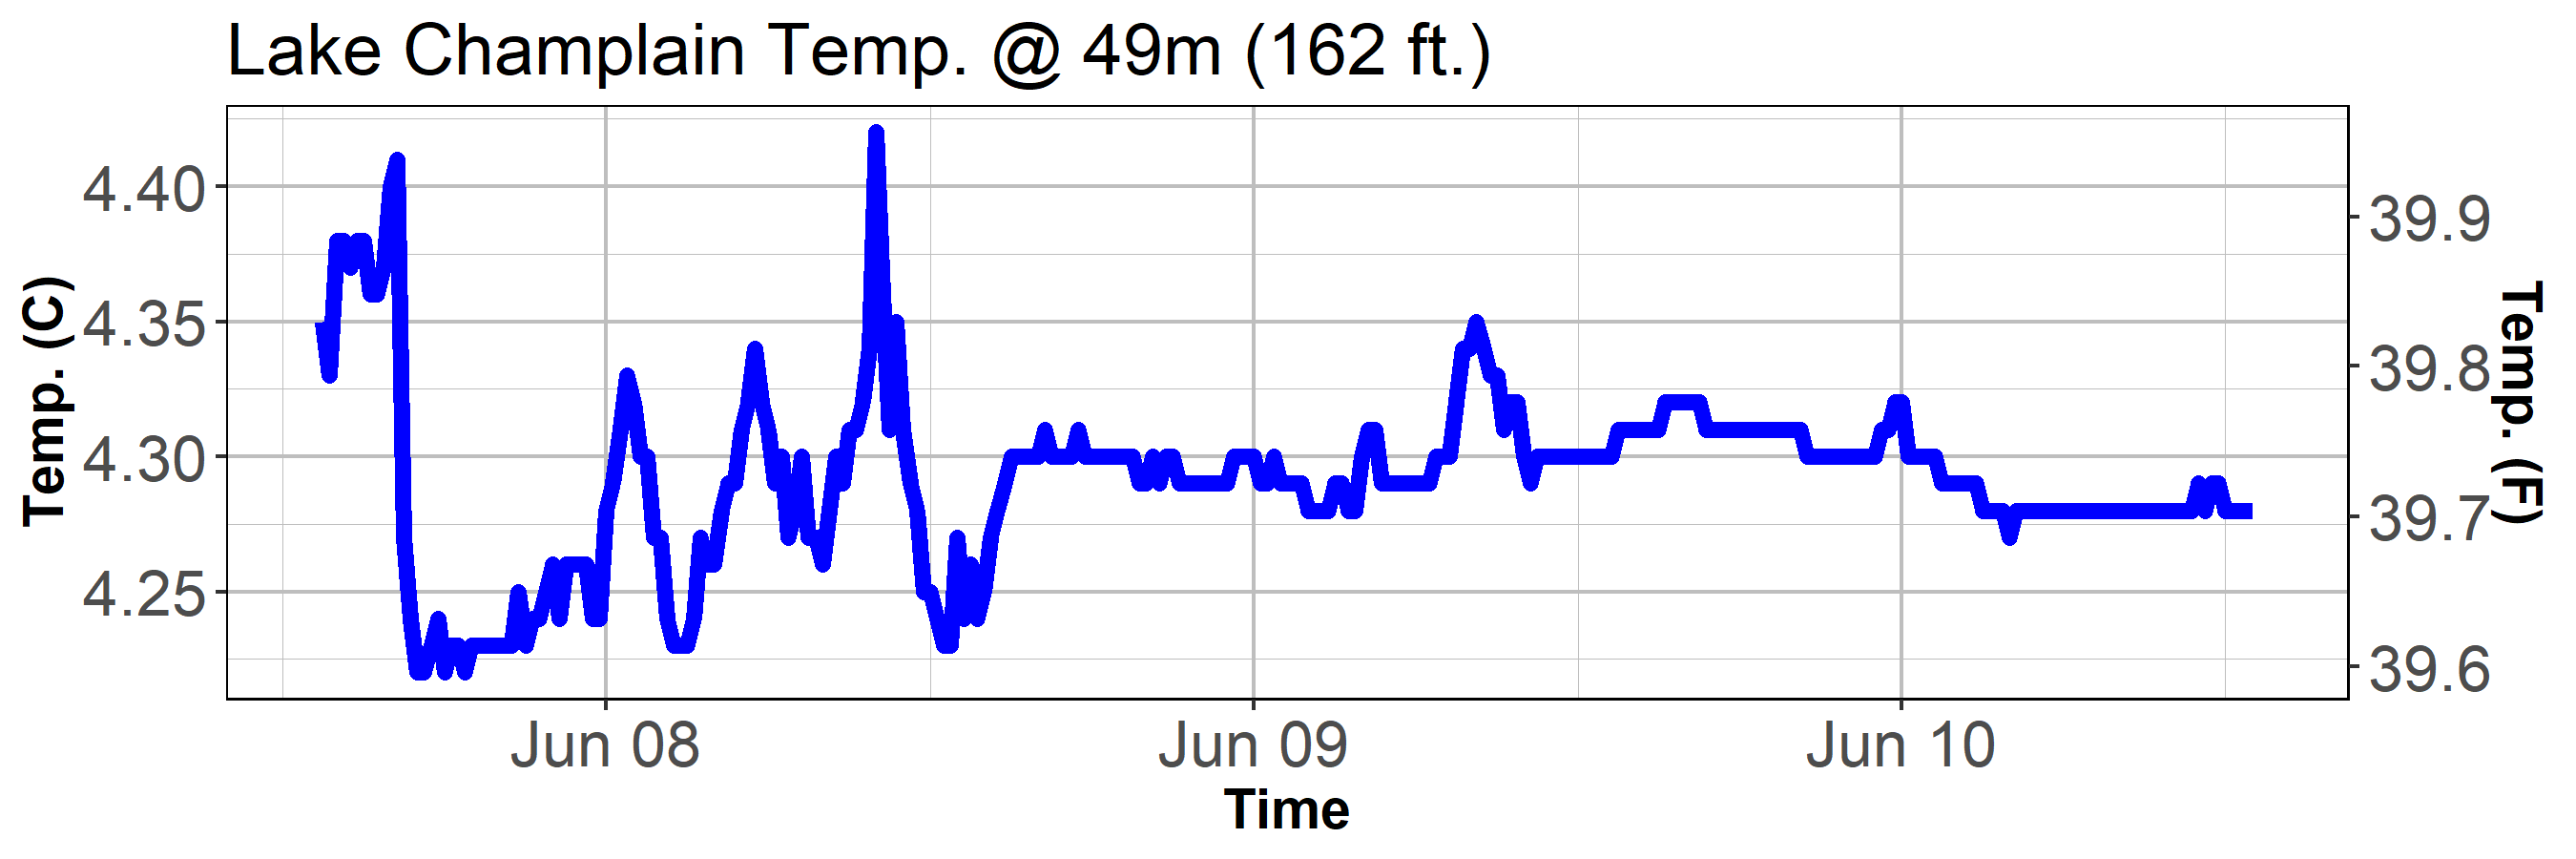 Lake Champlain Temp. @ 49m (162 ft.)
Temp. (C)
4.40
4.35
4.30
4.25
39.9
39.8
39.7
39.6
Temp. (F)
Jun 08 Jun 09 Jun 10
Time